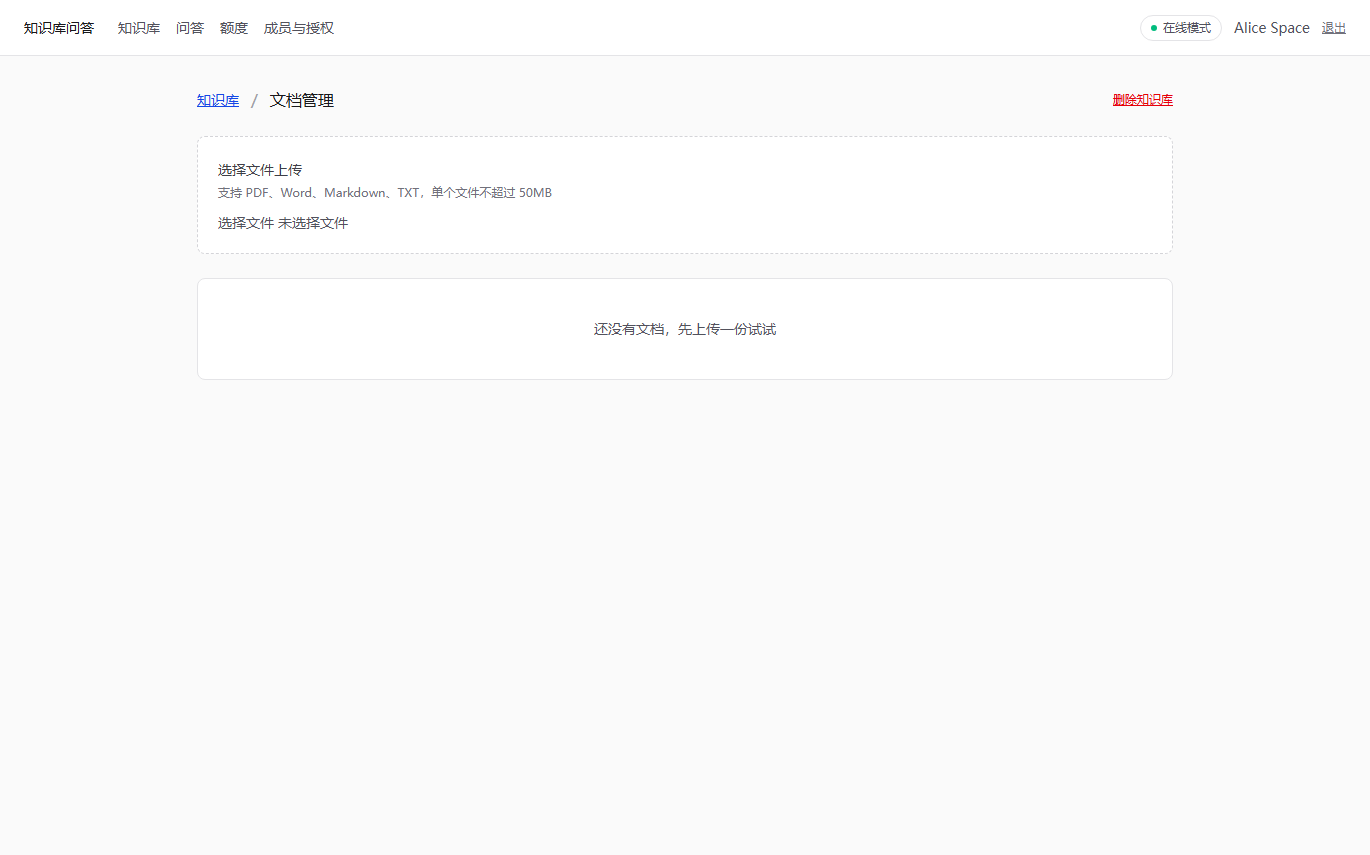 知识库问答 知识库 问答 额度 成员与授权 在线模式 Alice Space 退出
知识库 / 文档管理 删除知识库
选择文件上传
支持 PDF、Word、Markdown、TXT，单个文件不超过 50MB
选择文件 未选择文件
还没有文档，先上传一份试试